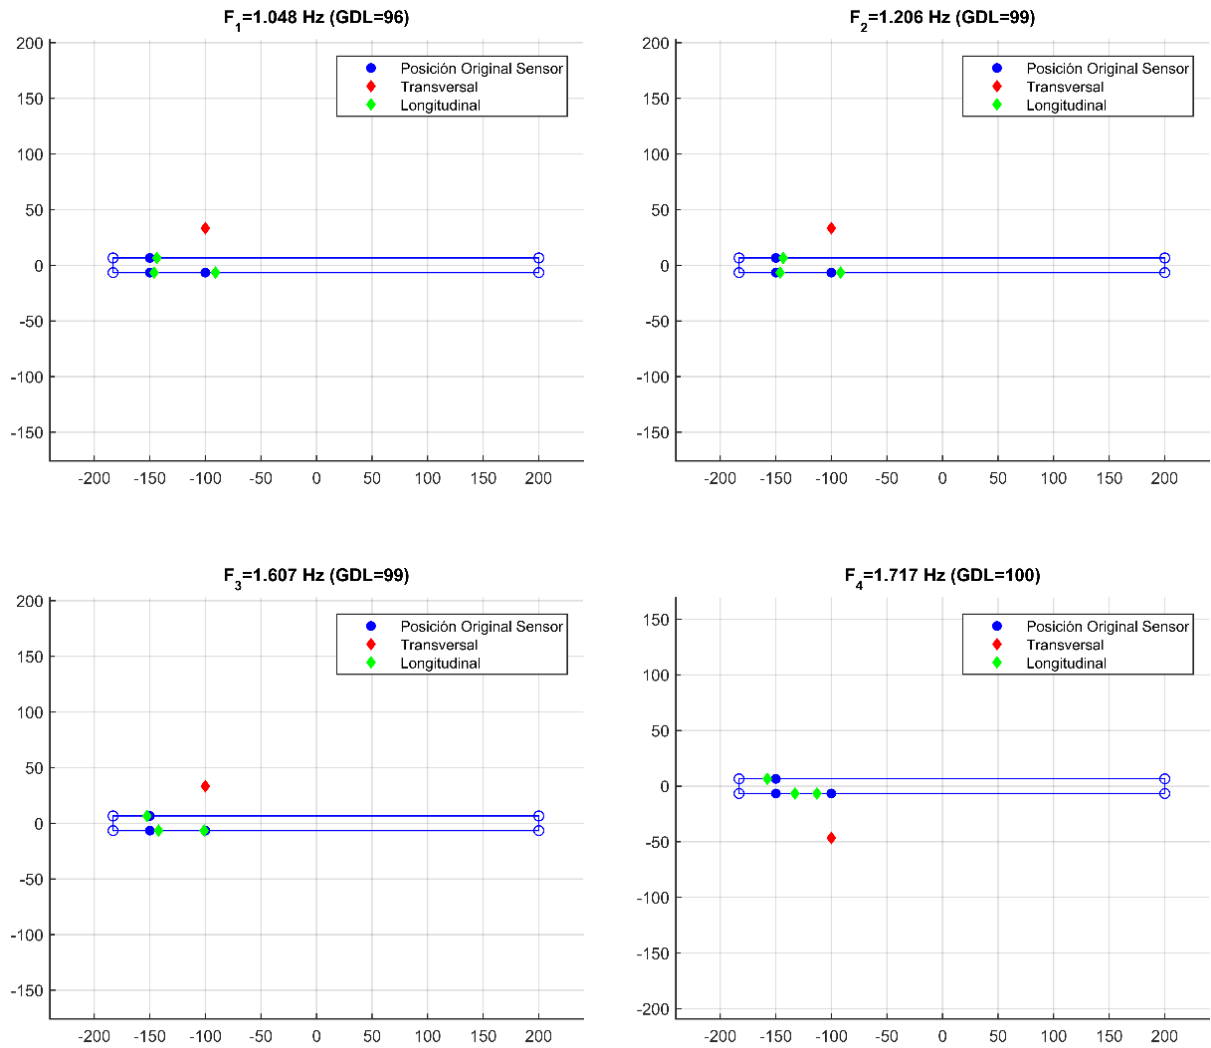 F1=1.048 Hz (GDL=96)
200
150
100
50
0
-50
-100
-150
-200 -150 -100 -50 0 50 100 150 200
Posición Original Sensor
Transversal
Longitudinal
F2=1.206 Hz (GDL=99)
200
150
100
50
0
-50
-100
-150
-200 -150 -100 -50 0 50 100 150 200
Posición Original Sensor
Transversal
Longitudinal
F3=1.607 Hz (GDL=99)
200
150
100
50
0
-50
-100
-150
-200 -150 -100 -50 0 50 100 150 200
Posición Original Sensor
Transversal
Longitudinal
F4=1.717 Hz (GDL=100)
150
100
50
0
-50
-100
-150
-200
-200 -150 -100 -50 0 50 100 150 200
Posición Original Sensor
Transversal
Longitudinal